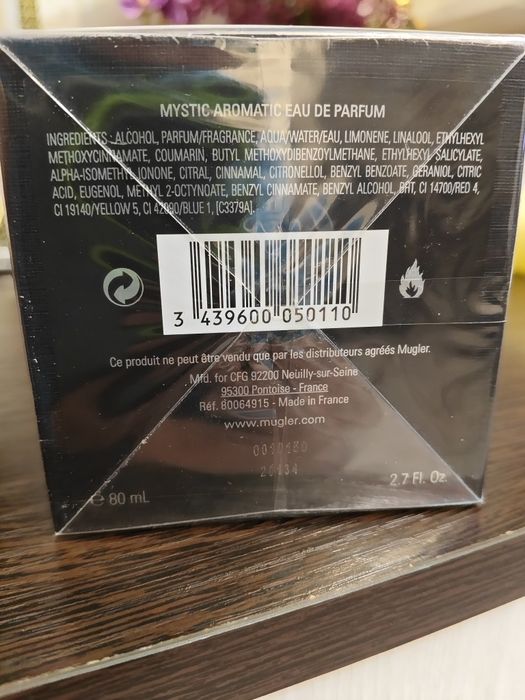 MYSTIC AROMATIC EAU DE PARFUM
INGREDIENTS : ALCOHOL, PARFUM/FRAGRANCE, AQUA/WATER/EAU, LIMONENE, LINALOOL, ETHYLHEXYL
METHOXYCINNAMATE, COUMARIN, BUTYL METHOXYDIBENZOYLMETHANE, ETHYLHEXYL SALICYLATE,
ALPHA-ISOMETHYL IONONE, CITRAL, CINNAMAL, CITRONELLOL, BENZYL BENZOATE, GERANIOL, CITRIC
ACID, EUGENOL, METHYL 2-OCTYNOATE, BENZYL CINNAMATE, BENZYL ALCOHOL, BHT, CI 14700/RED 4,
CI 19140/YELLOW 5, CI 42090/BLUE 1, [C3379A].
3 439600 050110
Ce produit ne peut être vendu que par les distributeurs agréés Mugler.
Mfd. for CFG 92200 Neuilly-sur-Seine
95300 Pontoise - France
Réf. 80064915 - Made in France
www.mugler.com
e 80 mL
2.7 Fl. Oz.